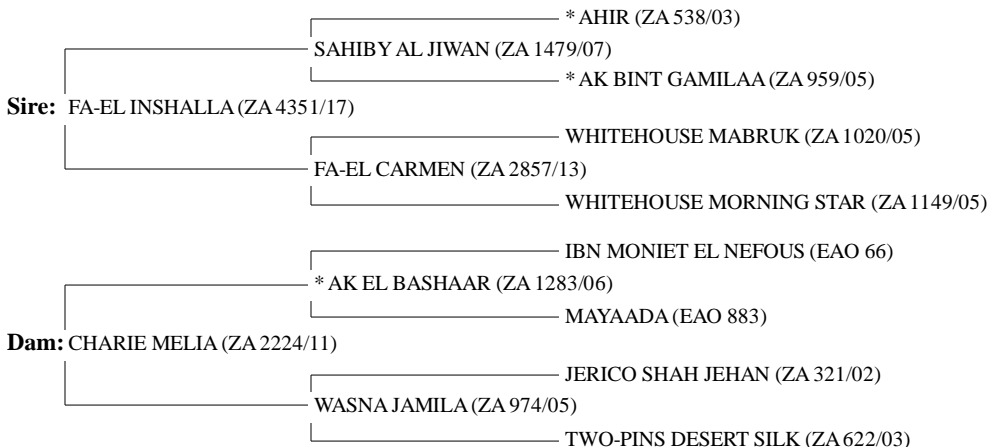 * AHIR (ZA 538/03)
SAHIBY AL JIWAN (ZA 1479/07)
* AK BINT GAMILAA (ZA 959/05)
Sire: FA-EL INSHALLA (ZA 4351/17)
WHITEHOUSE MABRUK (ZA 1020/05)
FA-EL CARMEN (ZA 2857/13)
WHITEHOUSE MORNING STAR (ZA 1149/05)
IBN MONIET EL NEFOUS (EAO 66)
* AK EL BASHAAR (ZA 1283/06)
MAYAADA (EAO 883)
Dam: CHARIE MELIA (ZA 2224/11)
JERICO SHAH JEHAN (ZA 321/02)
WASNA JAMILA (ZA 974/05)
TWO-PINS DESERT SILK (ZA 622/03)